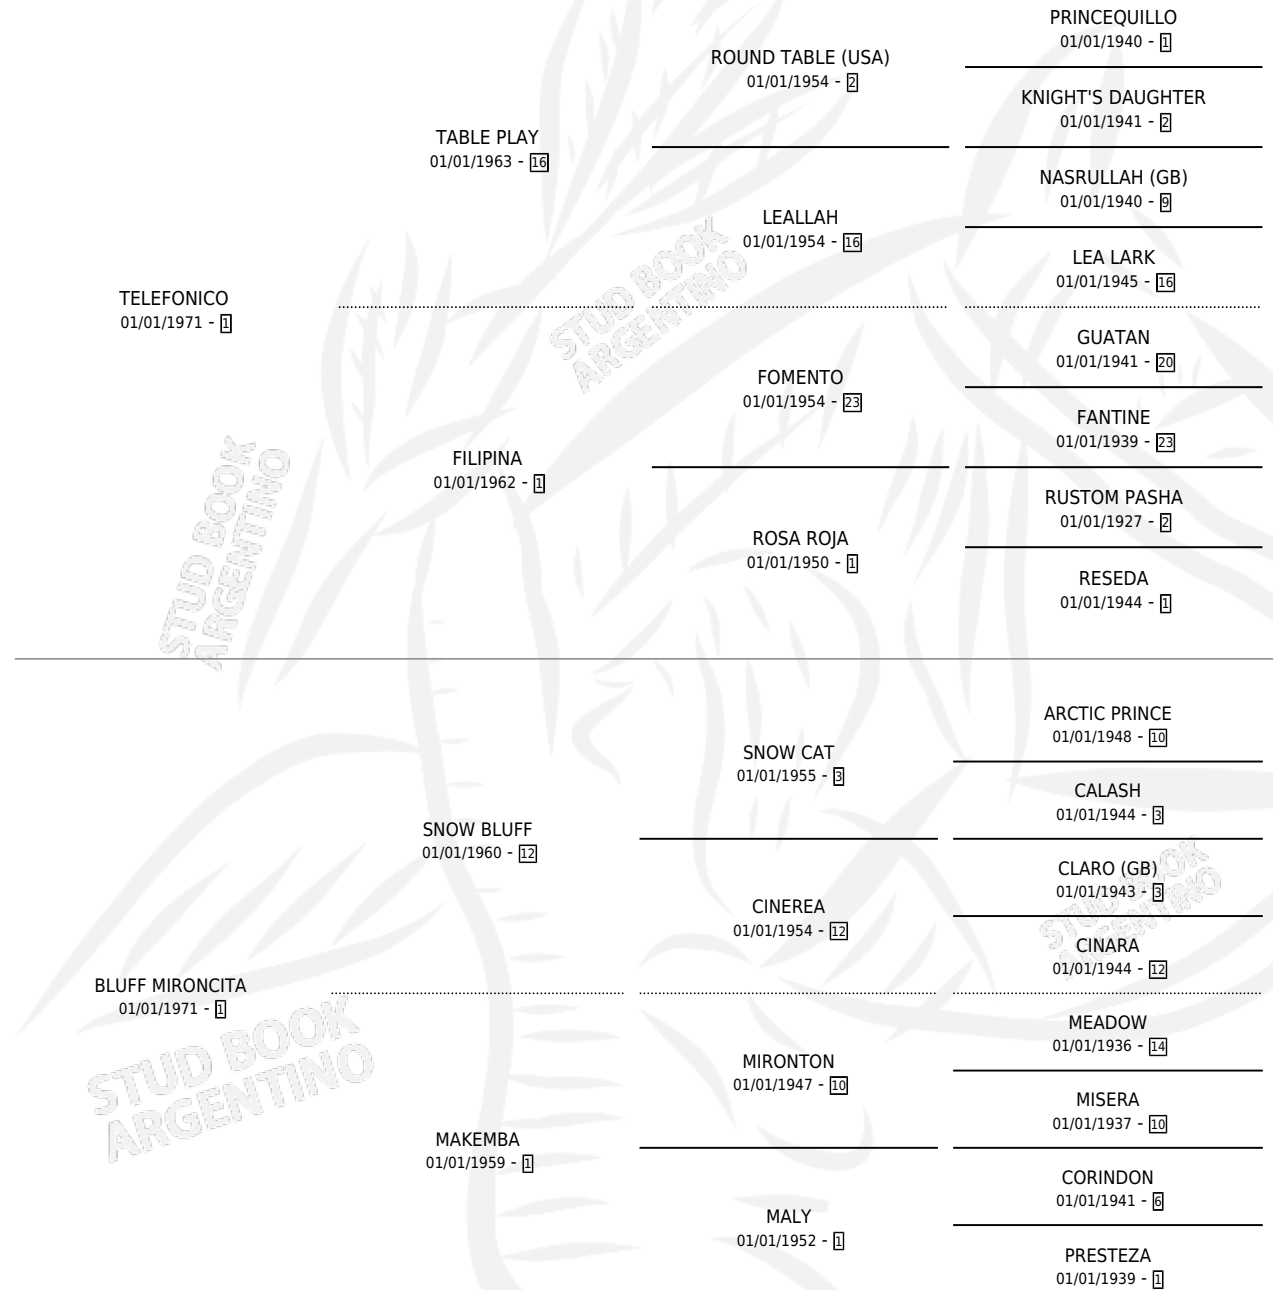 PRINCEQUILLO
01/01/1940 - 1
ROUND TABLE (USA)
01/01/1954 - 2
KNIGHT'S DAUGHTER
01/01/1941 - 2
TABLE PLAY
01/01/1963 - 16
NASRULLAH (GB)
01/01/1940 - 9
LEALLAH
01/01/1954 - 16
LEA LARK
01/01/1945 - 16
TELEFONICO
01/01/1971 - 1
GUATAN
01/01/1941 - 20
FOMENTO
01/01/1954 - 23
FANTINE
01/01/1939 - 23
FILIPINA
01/01/1962 - 1
RUSTOM PASHA
01/01/1927 - 2
ROSA ROJA
01/01/1950 - 1
RESEDA
01/01/1944 - 1
ARCTIC PRINCE
01/01/1948 - 10
SNOW CAT
01/01/1955 - 3
CALASH
01/01/1944 - 3
SNOW BLUFF
01/01/1960 - 12
CLARO (GB)
01/01/1943 - 3
CINEREA
01/01/1954 - 12
CINARA
01/01/1944 - 12
BLUFF MIRONCITA
01/01/1971 - 1
MEADOW
01/01/1936 - 14
MIRONTON
01/01/1947 - 10
MISERA
01/01/1937 - 10
MAKEMBA
01/01/1959 - 1
CORINDON
01/01/1941 - 6
MALY
01/01/1952 - 1
PRESTEZA
01/01/1939 - 1
STUD BOOK
ARGENTINO
STUD BOOK
ARGENTINO
STUD BOOK
ARGENTINO
STUD BOOK
ARGENTINO